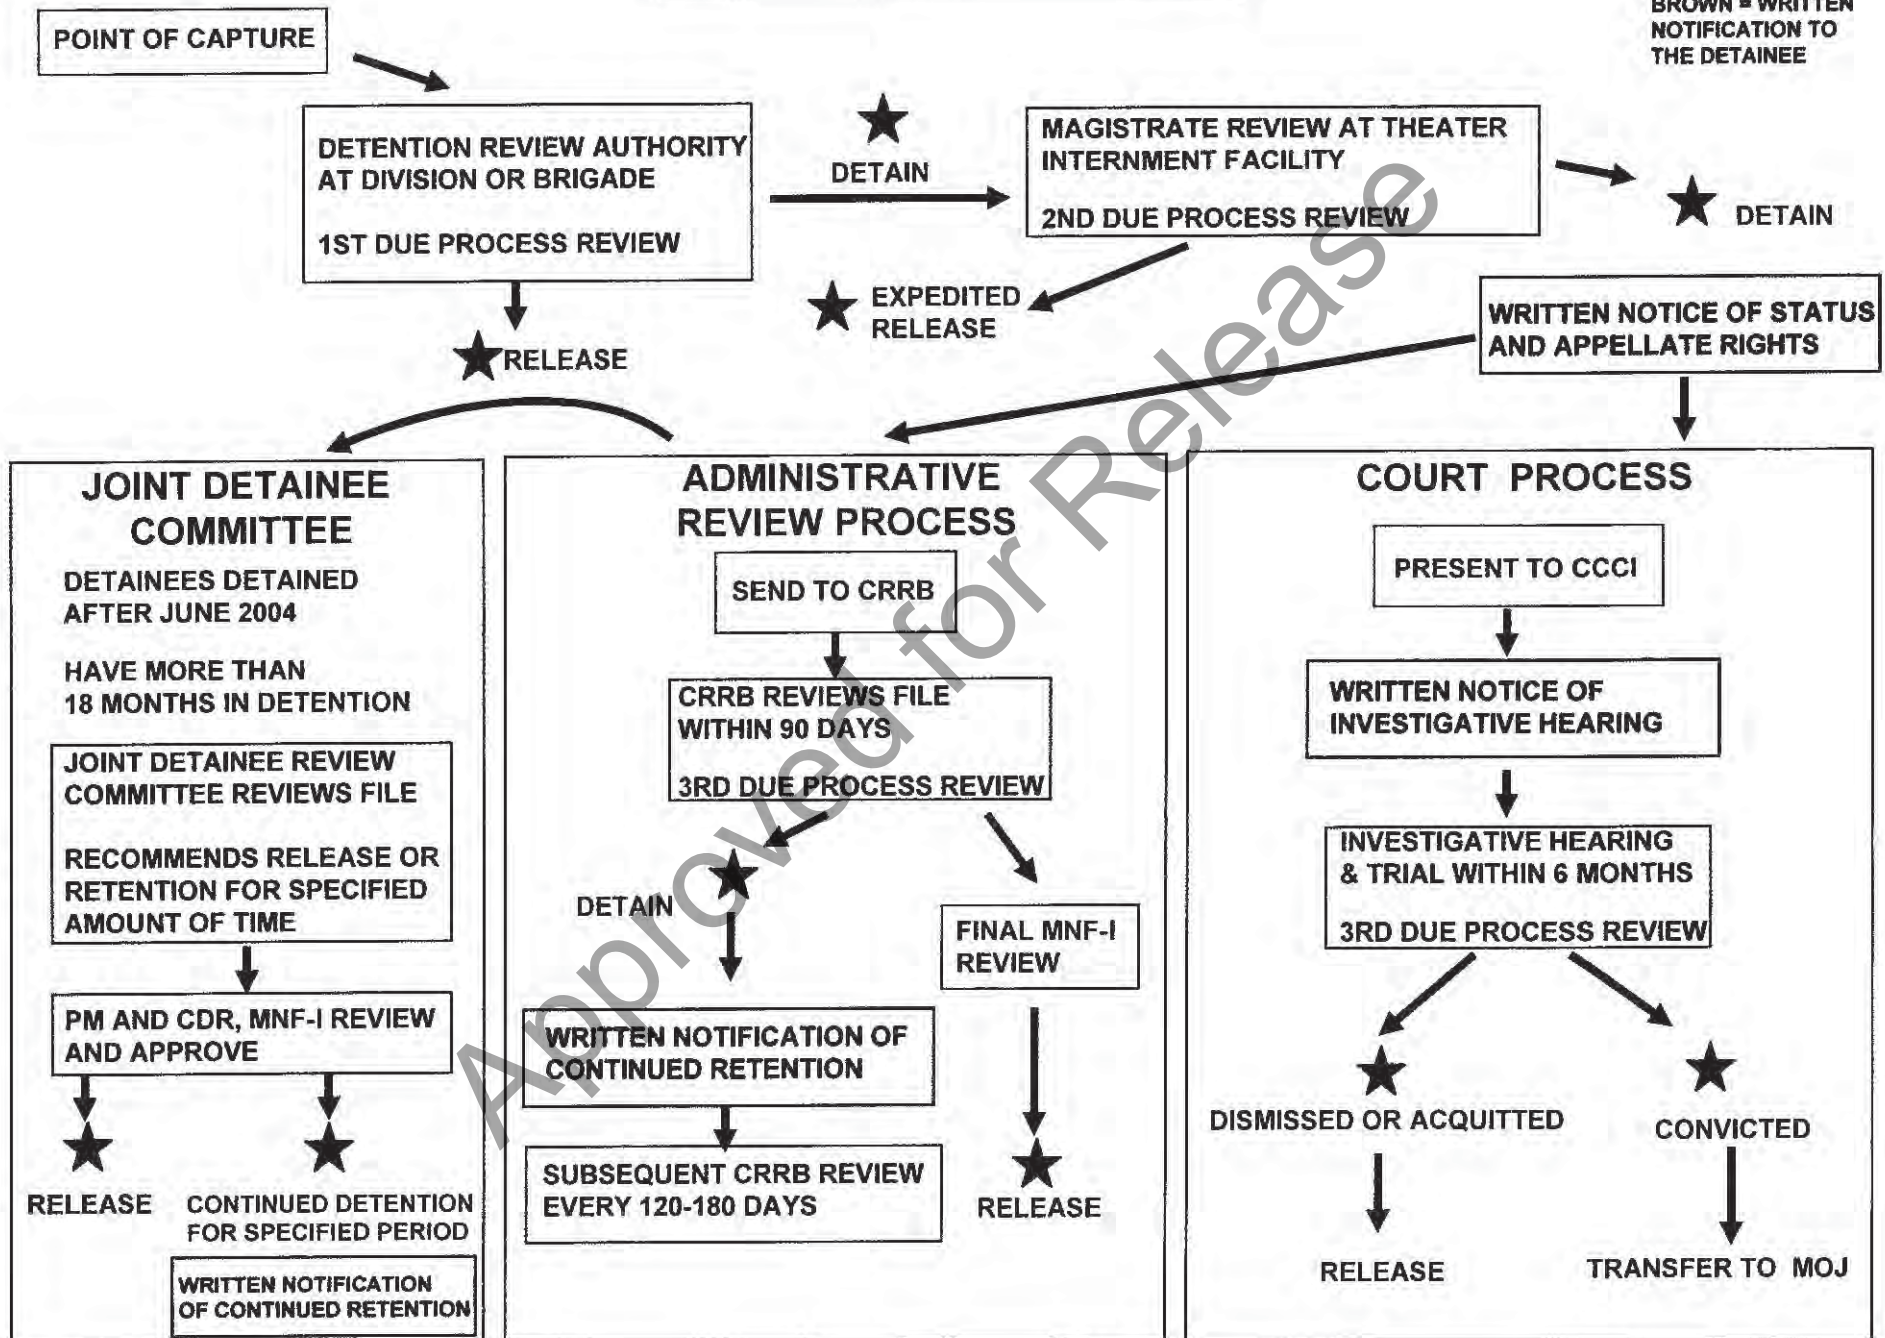 BROWN = WRITTEN
NOTIFICATION TO
THE DETAINEE
POINT OF CAPTURE
DETENTION REVIEW AUTHORITY
AT DIVISION OR BRIGADE
1ST DUE PROCESS REVIEW
DETAIN
MAGISTRATE REVIEW AT THEATER
INTERNMENT FACILITY
2ND DUE PROCESS REVIEW
DETAIN
EXPEDITED
RELEASE
RELEASE
WRITTEN NOTICE OF STATUS
AND APPELLATE RIGHTS
JOINT DETAINEE
COMMITTEE
DETAINEES DETAINED
AFTER JUNE 2004
HAVE MORE THAN
18 MONTHS IN DETENTION
JOINT DETAINEE REVIEW
COMMITTEE REVIEWS FILE
RECOMMENDS RELEASE OR
RETENTION FOR SPECIFIED
AMOUNT OF TIME
PM AND CDR, MNF-I REVIEW
AND APPROVE
RELEASE
CONTINUED DETENTION
FOR SPECIFIED PERIOD
WRITTEN NOTIFICATION
OF CONTINUED RETENTION
ADMINISTRATIVE
REVIEW PROCESS
SEND TO CRRB
CRRB REVIEWS FILE
WITHIN 90 DAYS
3RD DUE PROCESS REVIEW
DETAIN
FINAL MNF-I
REVIEW
WRITTEN NOTIFICATION OF
CONTINUED RETENTION
SUBSEQUENT CRRB REVIEW
EVERY 120-180 DAYS
RELEASE
COURT PROCESS
PRESENT TO CCCI
WRITTEN NOTICE OF
INVESTIGATIVE HEARING
INVESTIGATIVE HEARING
& TRIAL WITHIN 6 MONTHS
3RD DUE PROCESS REVIEW
DISMISSED OR ACQUITTED
CONVICTED
RELEASE
TRANSFER TO MOJ
Approved for Release